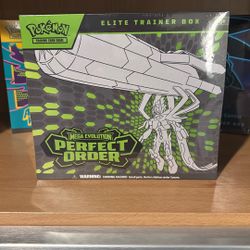 ELITE TRAINER BOX
POKÉMON
TRADING CARD GAME
MEGA EVOLUTION
PERFECT
ORDER
WARNING